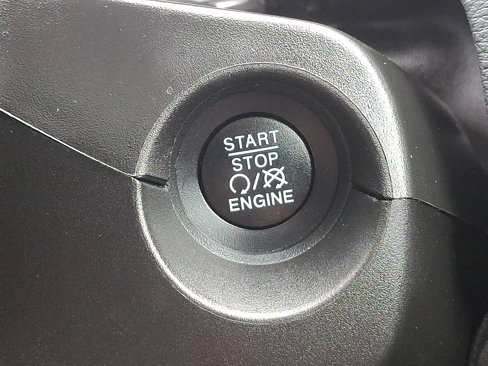 START
STOP
/
ENGINE